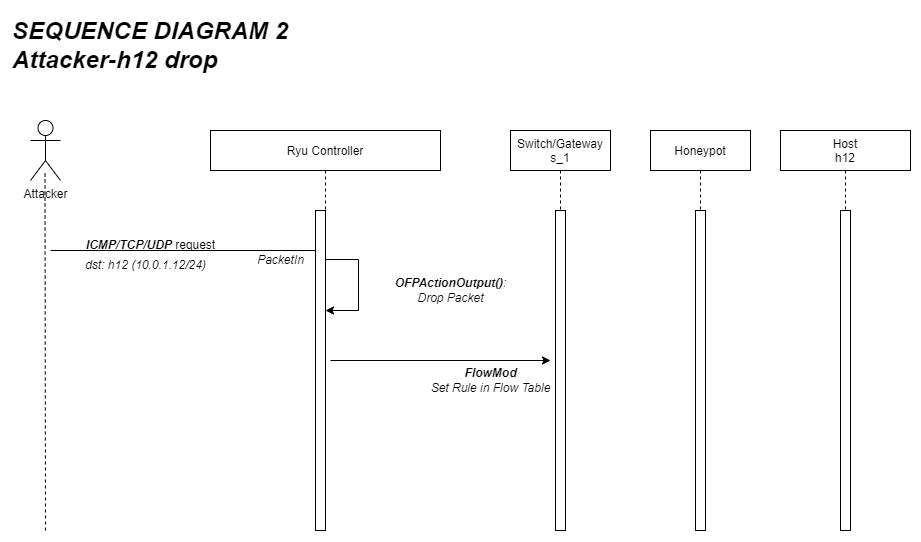 SEQUENCE DIAGRAM 2
Attacker-h12 drop
Attacker
Ryu Controller
Switch/Gateway
s_1
Honeypot
Host
h12
ICMP/TCP/UDP request
dst: h12 (10.0.1.12/24)
PacketIn
OFPActionOutput():
Drop Packet
FlowMod
Set Rule in Flow Table